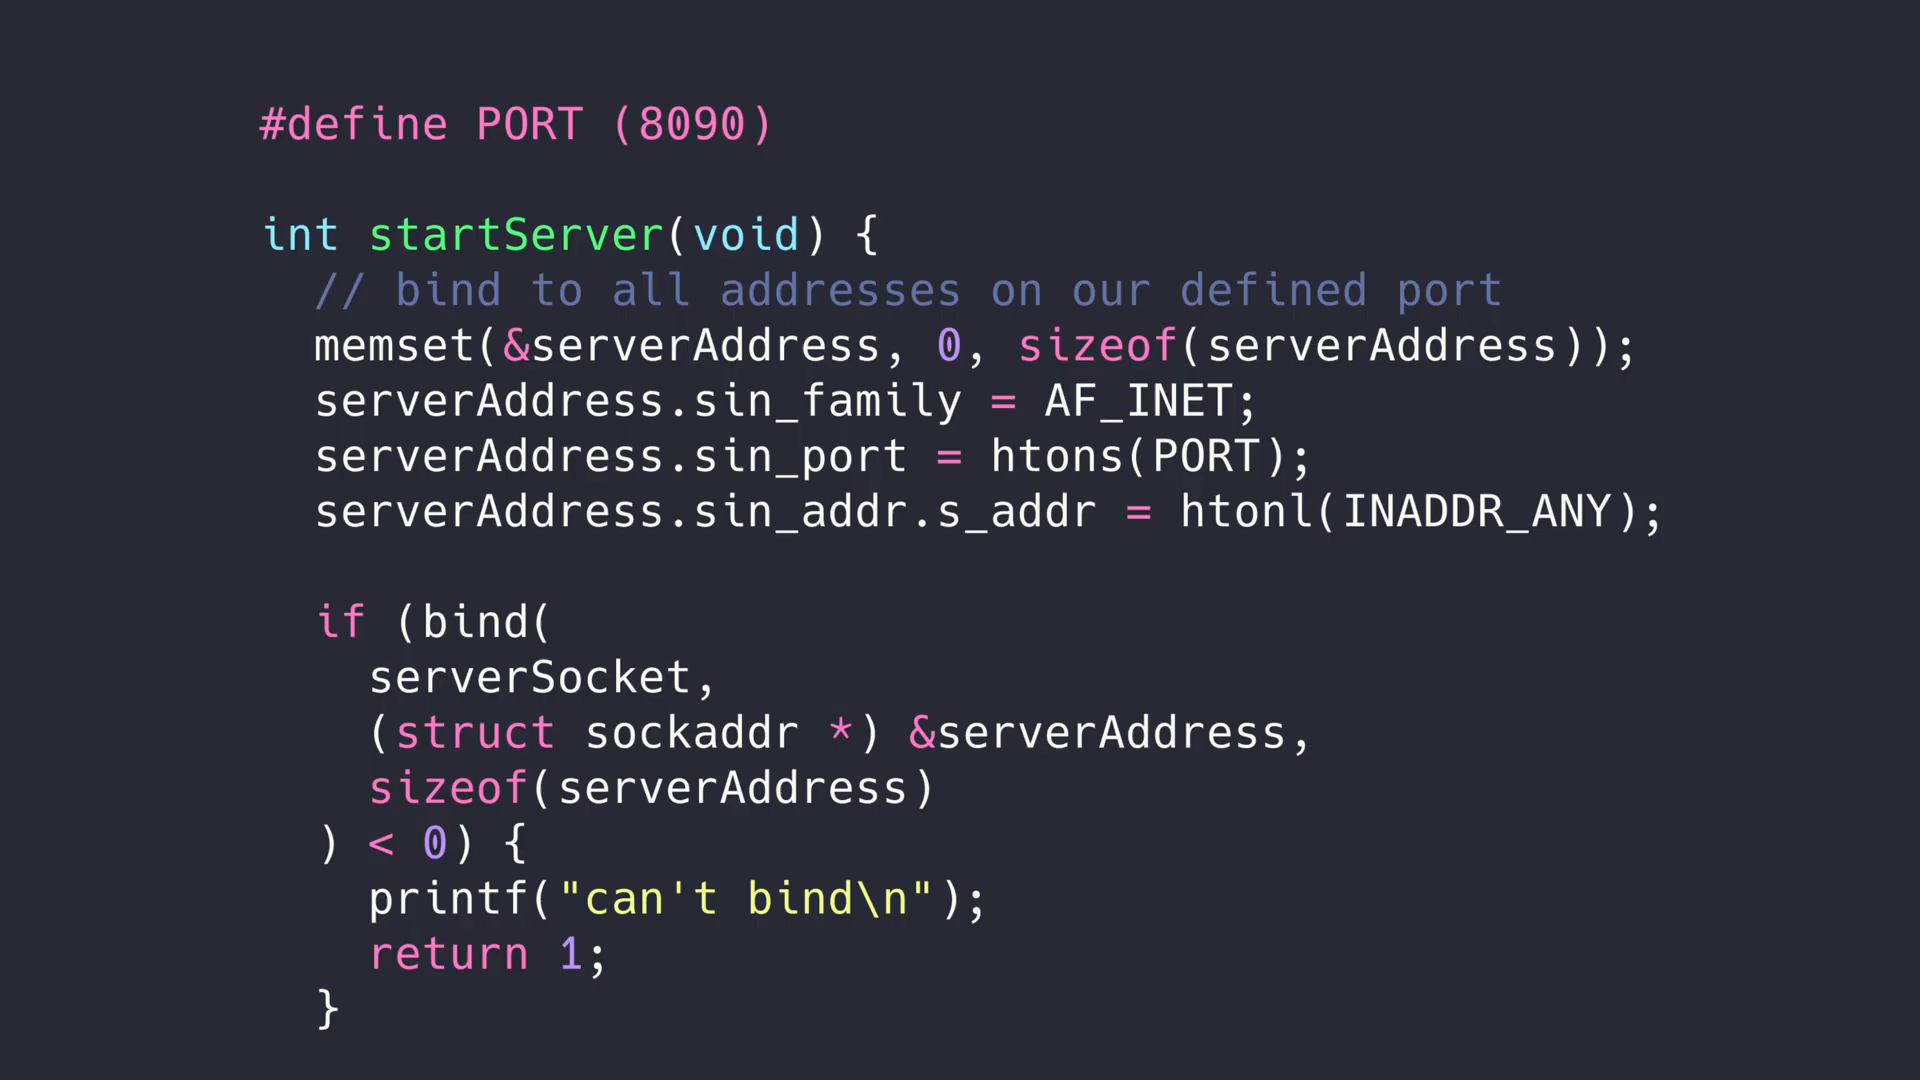 #define PORT (8090)
int startServer(void) {
// bind to all addresses on our defined port
memset(&serverAddress, 0, sizeof(serverAddress));
serverAddress.sin_family = AF_INET;
serverAddress.sin_port = htons(PORT);
serverAddress.sin_addr.s_addr = htonl(INADDR_ANY);
if (bind(
serverSocket,
(struct sockaddr *) &serverAddress,
sizeof(serverAddress)
) < 0) {
printf("can't bind\n");
return 1;
}